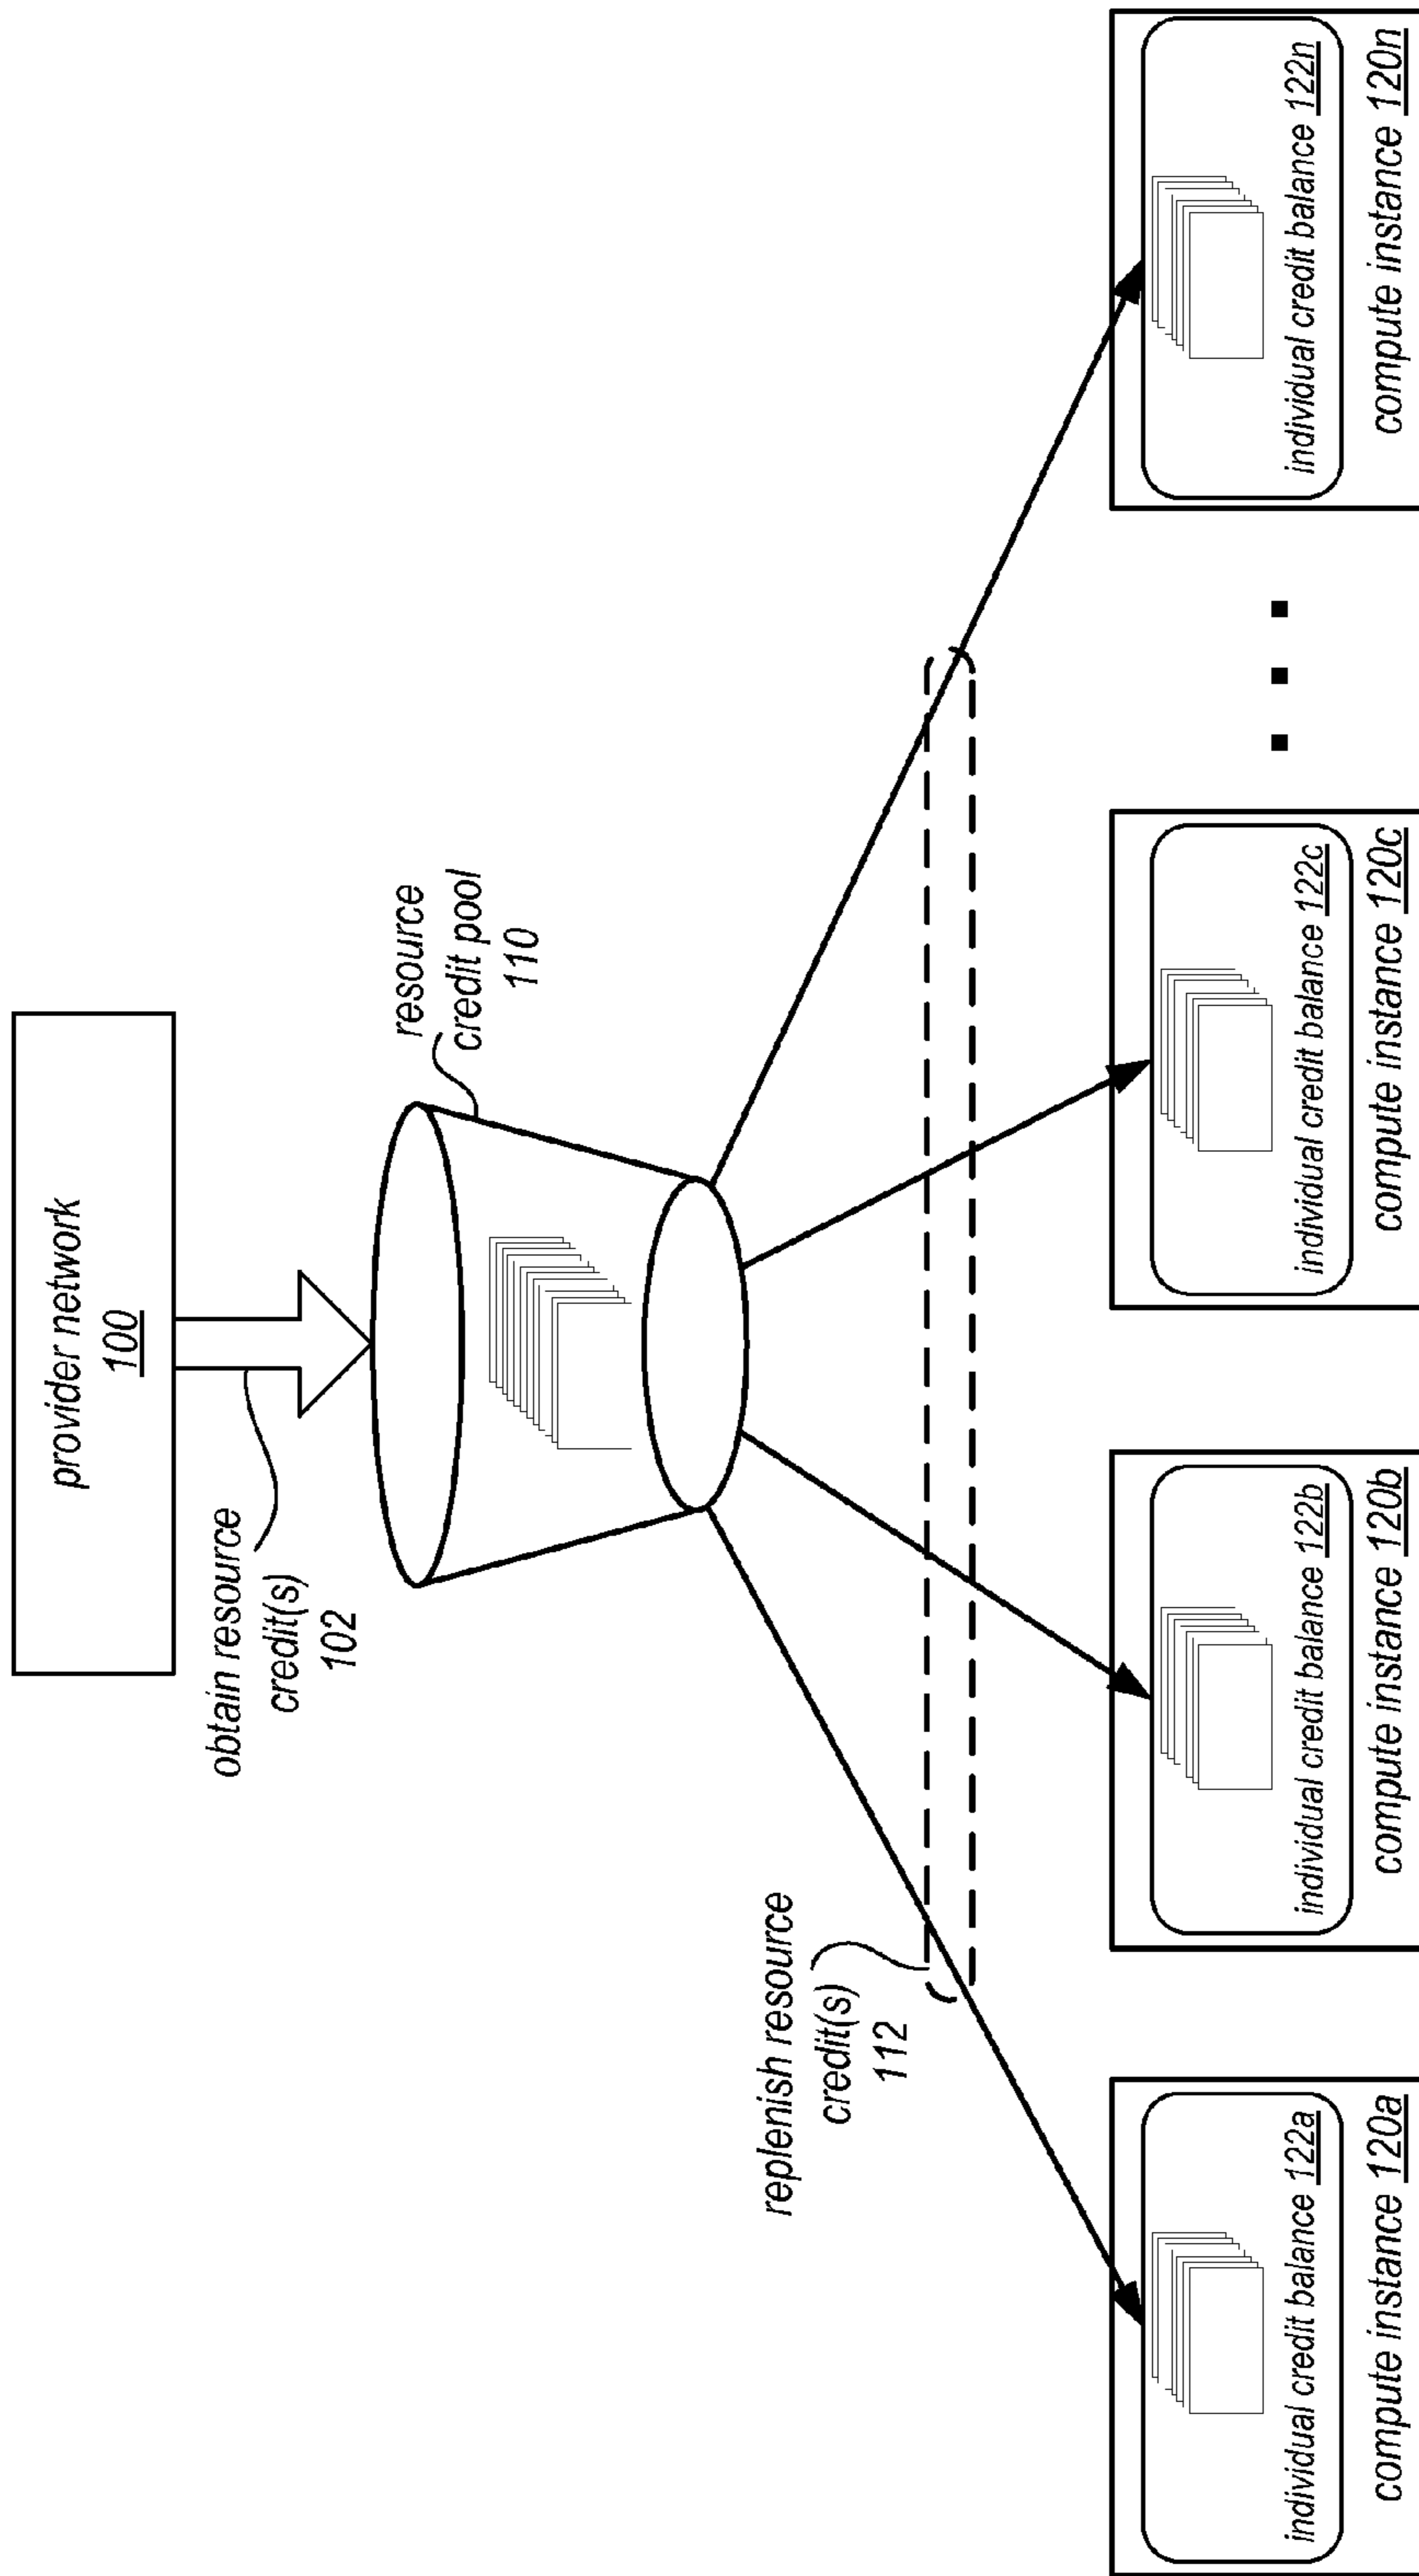 provider network
100
obtain resource
credit(s)
102
resource
credit pool
110
replenish resource
credit(s)
112
individual credit balance 122a
compute instance 120a
individual credit balance 122b
compute instance 120b
individual credit balance 122c
compute instance 120c
individual credit balance 122n
compute instance 120n